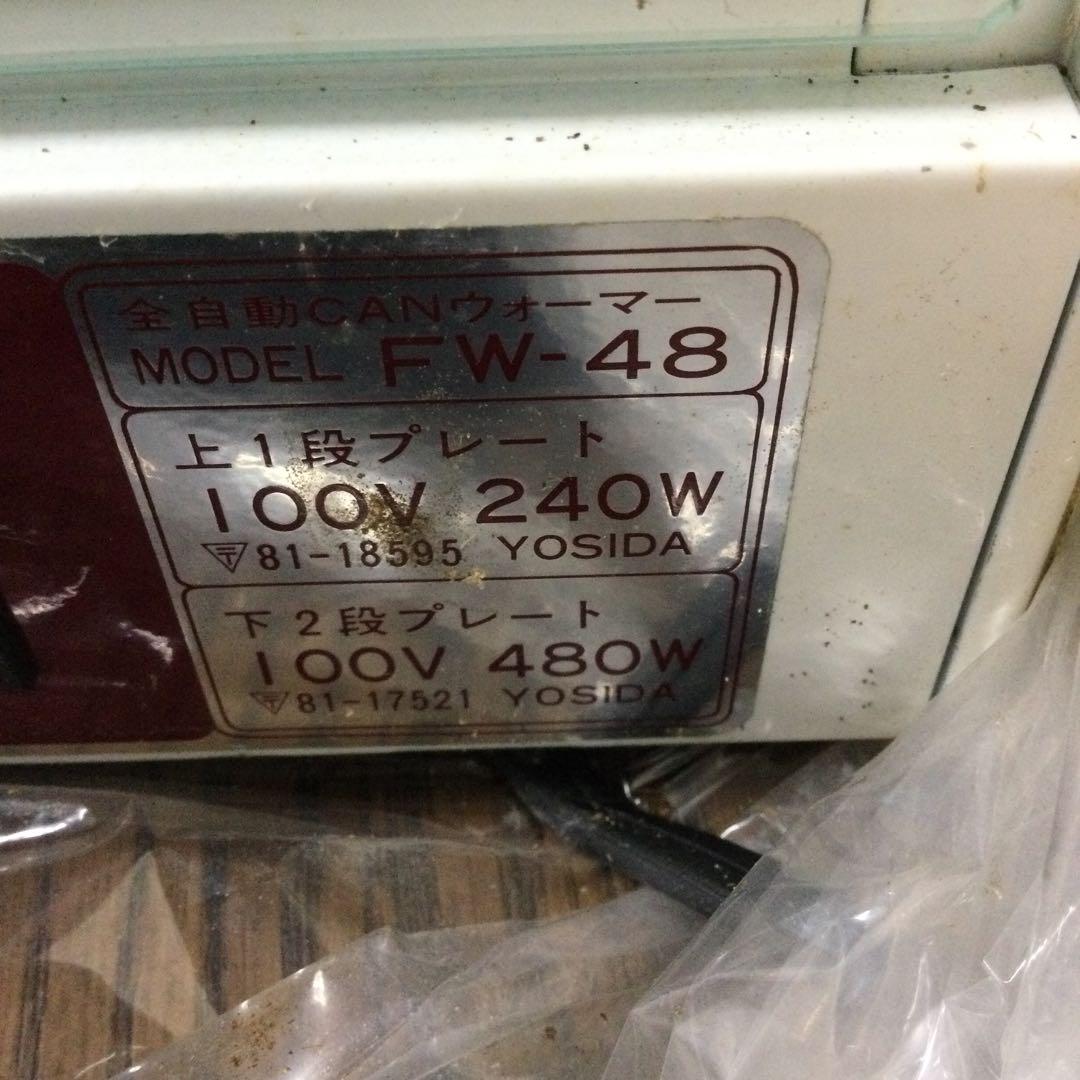 全自動CANウォーマー
MODEL FW-48
上1段プレート
100V 240W
〒81-18595 YOSIDA
下2段プレート
100V 480W
〒81-17521 YOSIDA